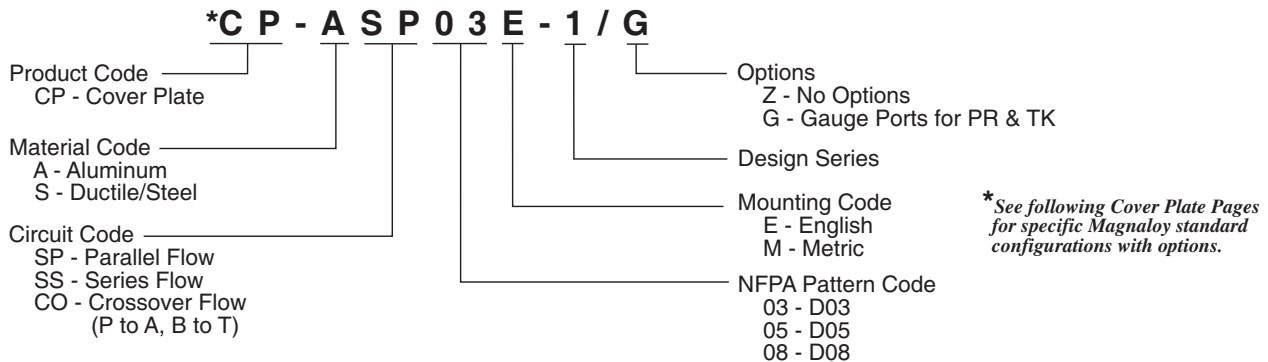 *CP-ASP03E-1/G
Product Code
CP - Cover Plate
Material Code
A - Aluminum
S - Ductile/Steel
Circuit Code
SP - Parallel Flow
SS - Series Flow
CO - Crossover Flow
(P to A, B to T)
Options
Z - No Options
G - Gauge Ports for PR & TK
Design Series
Mounting Code
E - English
M - Metric
NFPA Pattern Code
03 - D03
05 - D05
08 - D08
*See following Cover Plate Pages
for specific Magnaloy standard
configurations with options.